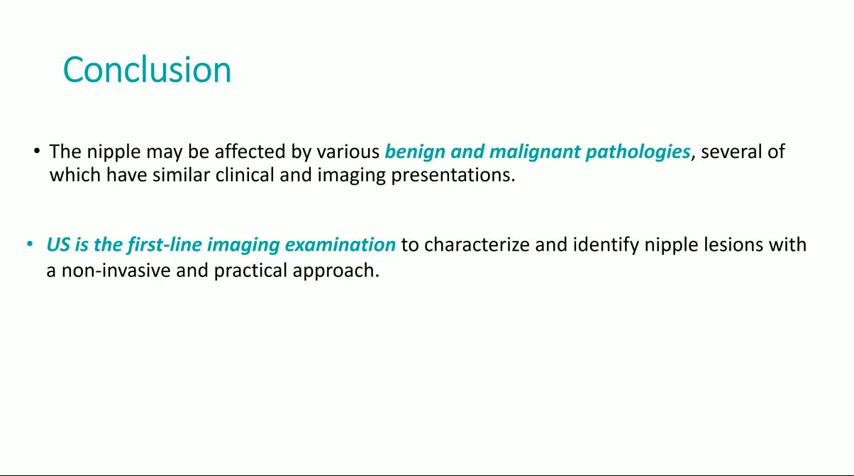 Conclusion
• The nipple may be affected by various benign and malignant pathologies, several of
which have similar clinical and imaging presentations.
• US is the first-line imaging examination to characterize and identify nipple lesions with
a non-invasive and practical approach.